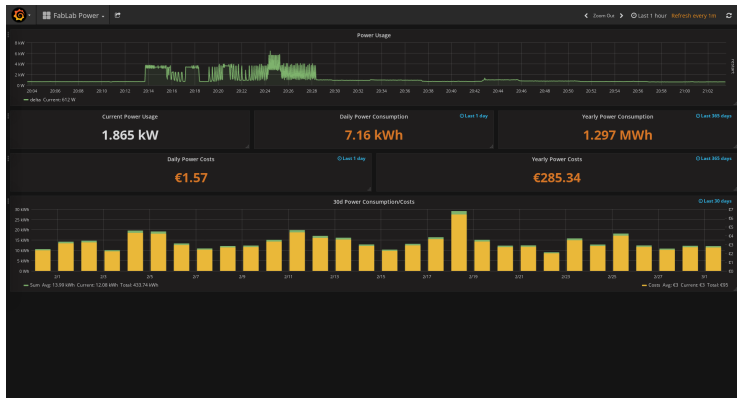 FabLab Power
Zoom Out
Last 1 hour Refresh every 1m
Power Usage
8 kW
6 kW
4 kW
2 kW
0 W
20:04 20:06 20:08 20:10 20:12 20:14 20:16 20:18 20:20 20:22 20:24 20:26 20:28 20:30 20:32 20:34 20:36 20:38 20:40 20:42 20:44 20:46 20:48 20:50 20:52 20:54 20:56 20:58 21:00 21:02
delta Current: 612 W
Current Power Usage
1.865 kW
Daily Power Consumption
Last 1 day
7.16 kWh
Yearly Power Consumption
Last 365 days
1.297 MWh
Daily Power Costs
Last 1 day
€1.57
Yearly Power Costs
Last 365 days
€285.34
30d Power Consumption/Costs
Last 30 days
30 kWh
25 kWh
20 kWh
15 kWh
10 kWh
5 kWh
0 kWh
€7
€6
€5
€4
€3
€2
€1
€0
2/1 2/3 2/5 2/7 2/9 2/11 2/13 2/15 2/17 2/19 2/21 2/23 2/25 2/27 3/1
Sum Avg: 13.99 kWh Current: 12.08 kWh Total: 433.74 kWh
Costs Avg: €3 Current: €3 Total: €95